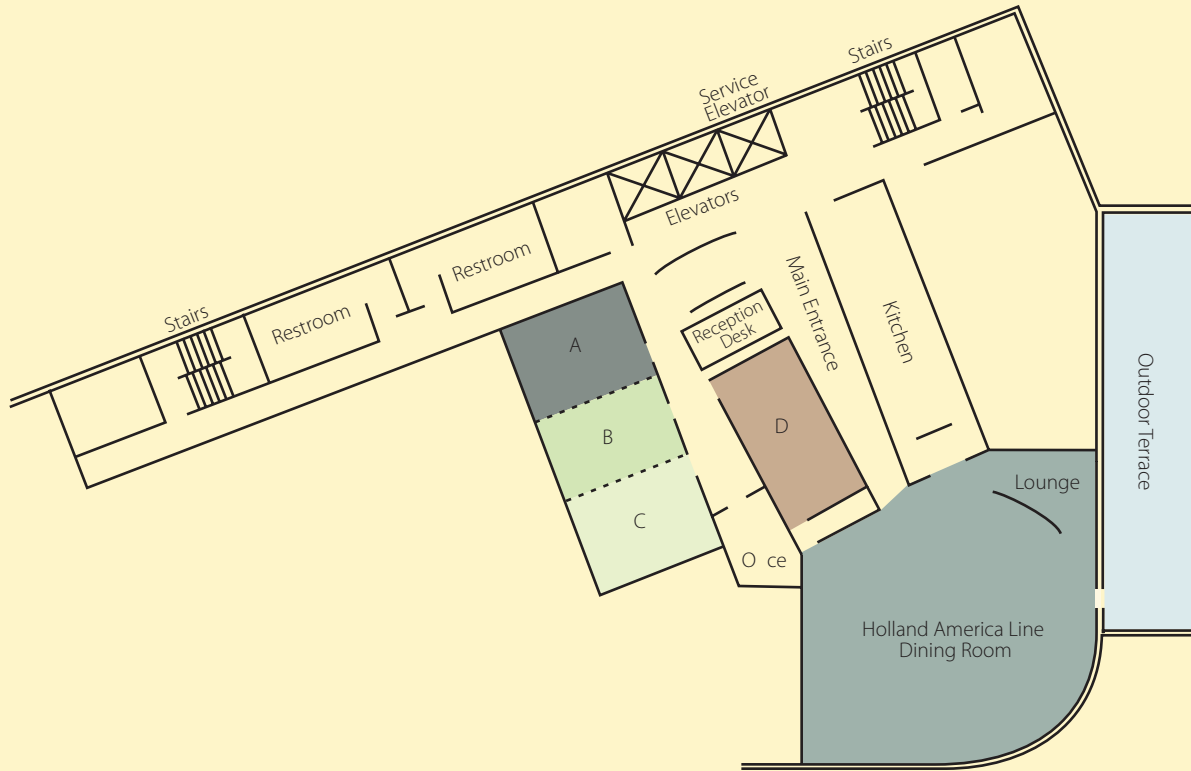 Stairs
Service
Elevator
Elevators
Restroom
Stairs
Restroom
Main Entrance
Kitchen
Reception
Desk
A
B
C
D
Outdoor Terrace
Lounge
O ce
Holland America Line
Dining Room